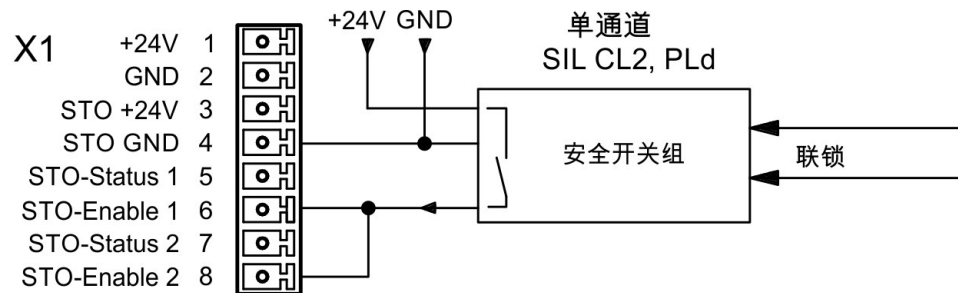 +24V GND
单通道
SIL CL2, PLd
X1
+24V 1
GND 2
STO +24V 3
STO GND 4
STO-Status 1 5
STO-Enable 1 6
STO-Status 2 7
STO-Enable 2 8
安全开关组
联锁